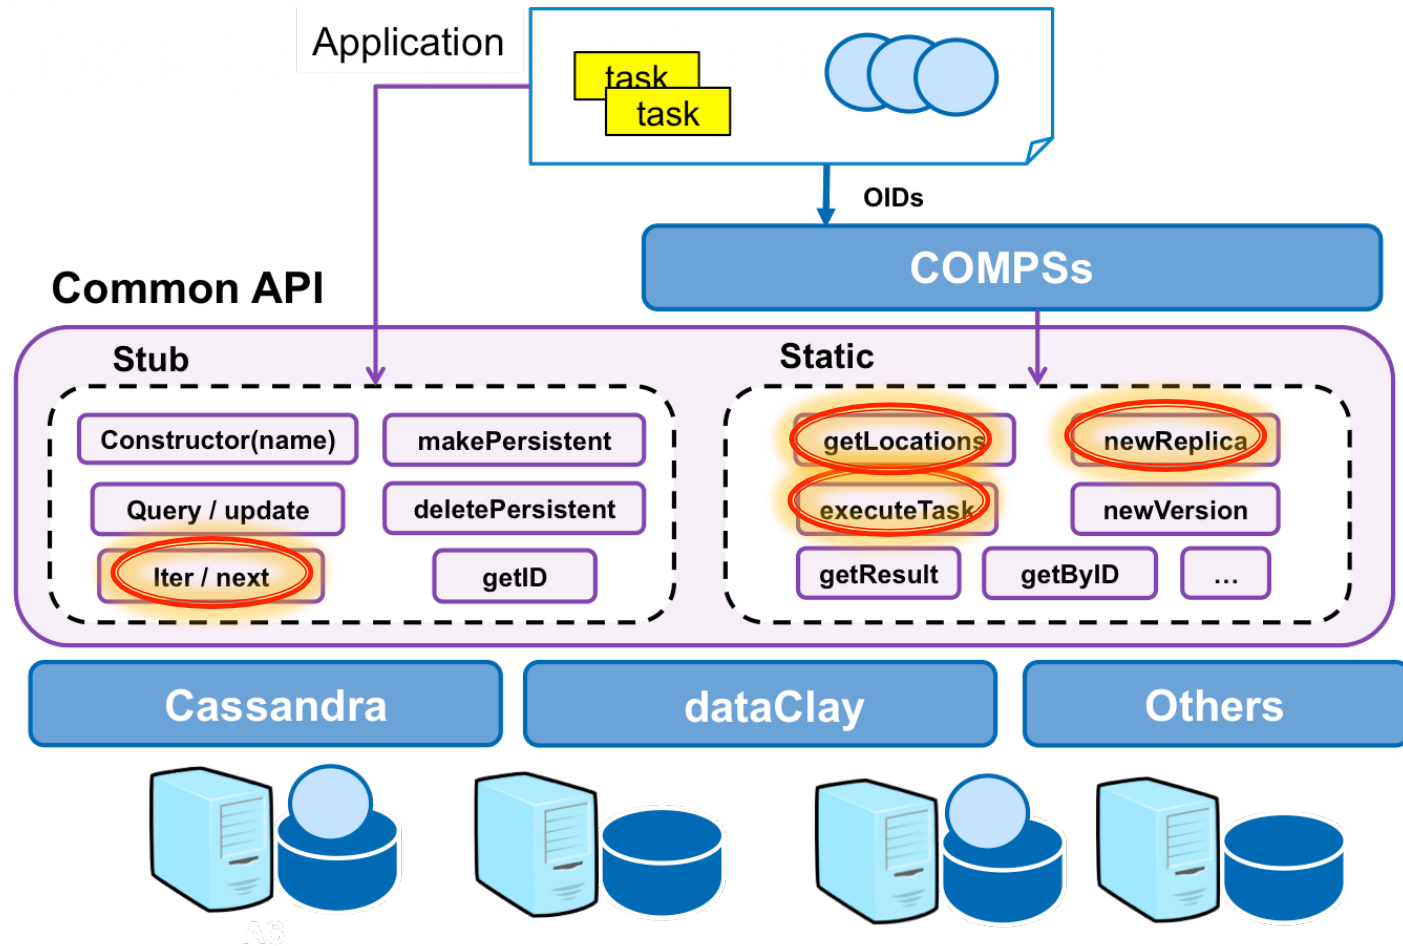 Application
task
task
OIDs
COMPSs
Common API
Stub
Static
Constructor(name)
makePersistent
Query / update
deletePersistent
Iter / next
getID
getLocations
newReplica
executeTask
newVersion
getResult
getByID
...
Cassandra
dataClay
Others